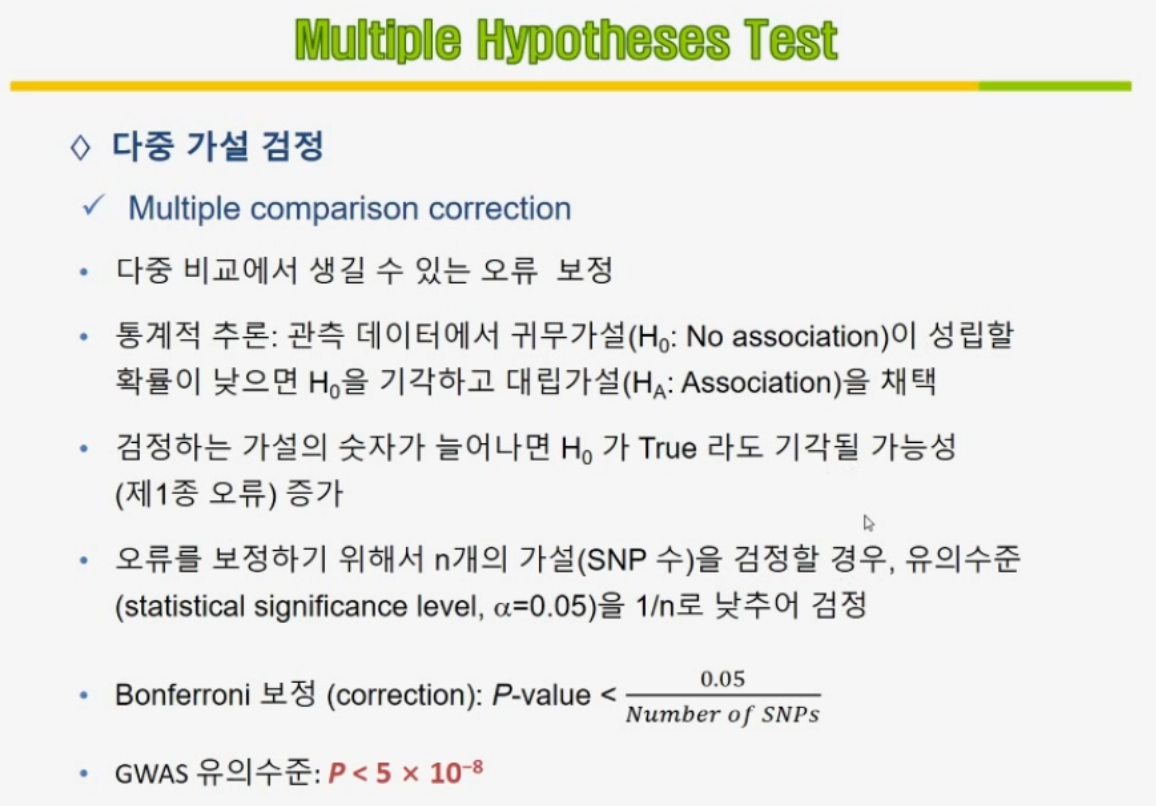 Multiple Hypotheses Test
◇ 다중 가설 검정
✓ Multiple comparison correction
• 다중 비교에서 생길 수 있는 오류 보정
• 통계적 추론: 관측 데이터에서 귀무가설(H₀: No association)이 성립할
확률이 낮으면 H₀을 기각하고 대립가설(H_A: Association)을 채택
• 검정하는 가설의 숫자가 늘어나면 H₀ 가 True 라도 기각될 가능성
(제1종 오류) 증가
• 오류를 보정하기 위해서 n개의 가설(SNP 수)을 검정할 경우, 유의수준
(statistical significance level, α=0.05)을 1/n로 낮추어 검정
• Bonferroni 보정 (correction): P-value < 0.05 / Number of SNPs
• GWAS 유의수준: P < 5 × 10⁻⁸